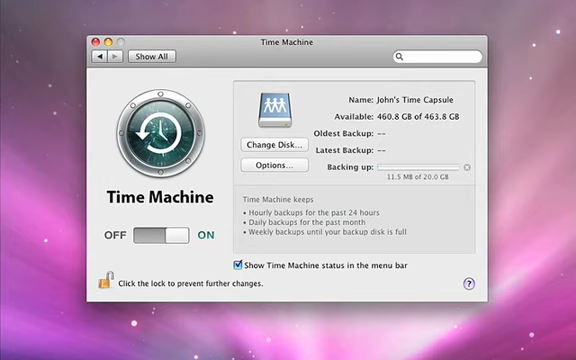 Time Machine
Show All
Name: John's Time Capsule
Available: 460.8 GB of 463.8 GB
Oldest Backup: --
Change Disk...
Latest Backup: --
Options...
Backing up:
11.5 MB of 20.0 GB
Time Machine
OFF ON
Time Machine keeps
• Hourly backups for the past 24 hours
• Daily backups for the past month
• Weekly backups until your backup disk is full
Show Time Machine status in the menu bar
Click the lock to prevent further changes.
?